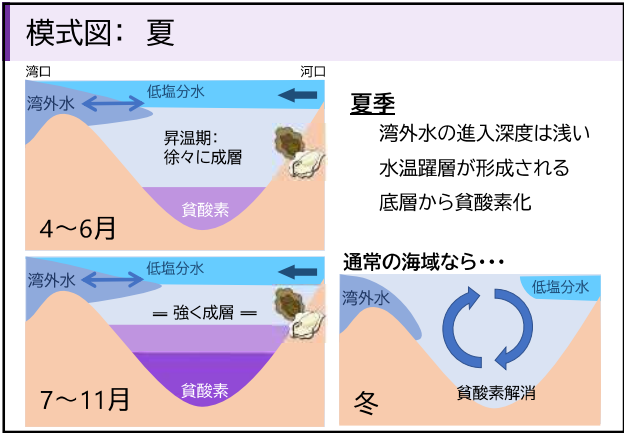 模式図： 夏
湾口
河口
湾外水
低塩分水
昇温期：
徐々に成層
貧酸素
4～6月
湾外水
低塩分水
＝ 強く成層 ＝
貧酸素
7～11月
夏季
湾外水の進入深度は浅い
水温躍層が形成される
底層から貧酸素化
通常の海域なら・・・
湾外水
低塩分水
貧酸素解消
冬